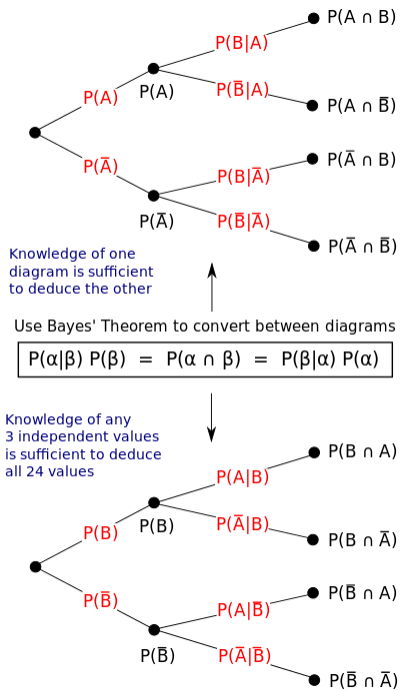 P(A ∩ B)
P(B|A)
P(A)
P(A)
P(B̅|A)
P(A ∩ B̅)
P(A̅)
P(A̅ ∩ B)
P(B|A̅)
P(A̅)
P(B̅|A̅)
P(A̅ ∩ B̅)
Knowledge of one
diagram is sufficient
to deduce the other
Use Bayes' Theorem to convert between diagrams
P(α|β) P(β) = P(α ∩ β) = P(β|α) P(α)
Knowledge of any
3 independent values
is sufficient to deduce
all 24 values
P(B ∩ A)
P(A|B)
P(B)
P(B)
P(A̅|B)
P(B ∩ A̅)
P(B̅)
P(B̅ ∩ A)
P(A|B̅)
P(B̅)
P(A̅|B̅)
P(B̅ ∩ A̅)